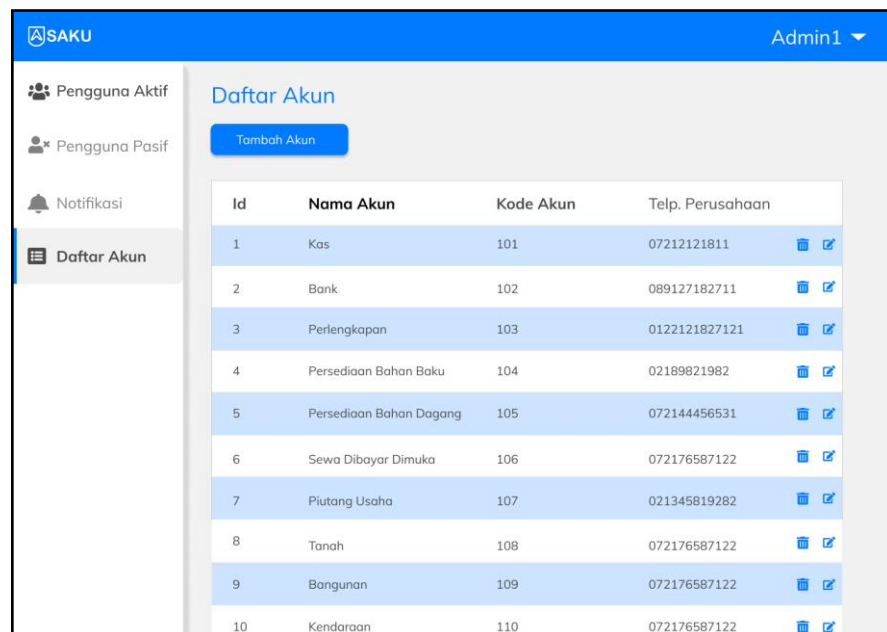 SAKU
Admin1
Pengguna Aktif
Pengguna Pasif
Notifikasi
Daftar Akun
Daftar Akun
Tambah Akun
Id Nama Akun Kode Akun Telp. Perusahaan
1 Kas 101 07212121811
2 Bank 102 089127182711
3 Perlengkapan 103 0122121827121
4 Persediaan Bahan Baku 104 02189821982
5 Persediaan Bahan Dagang 105 072144456531
6 Sewa Dibayar Dimuka 106 072176587122
7 Piutang Usaha 107 021345819282
8 Tanah 108 072176587122
9 Bangunan 109 072176587122
10 Kendaraan 110 072176587122